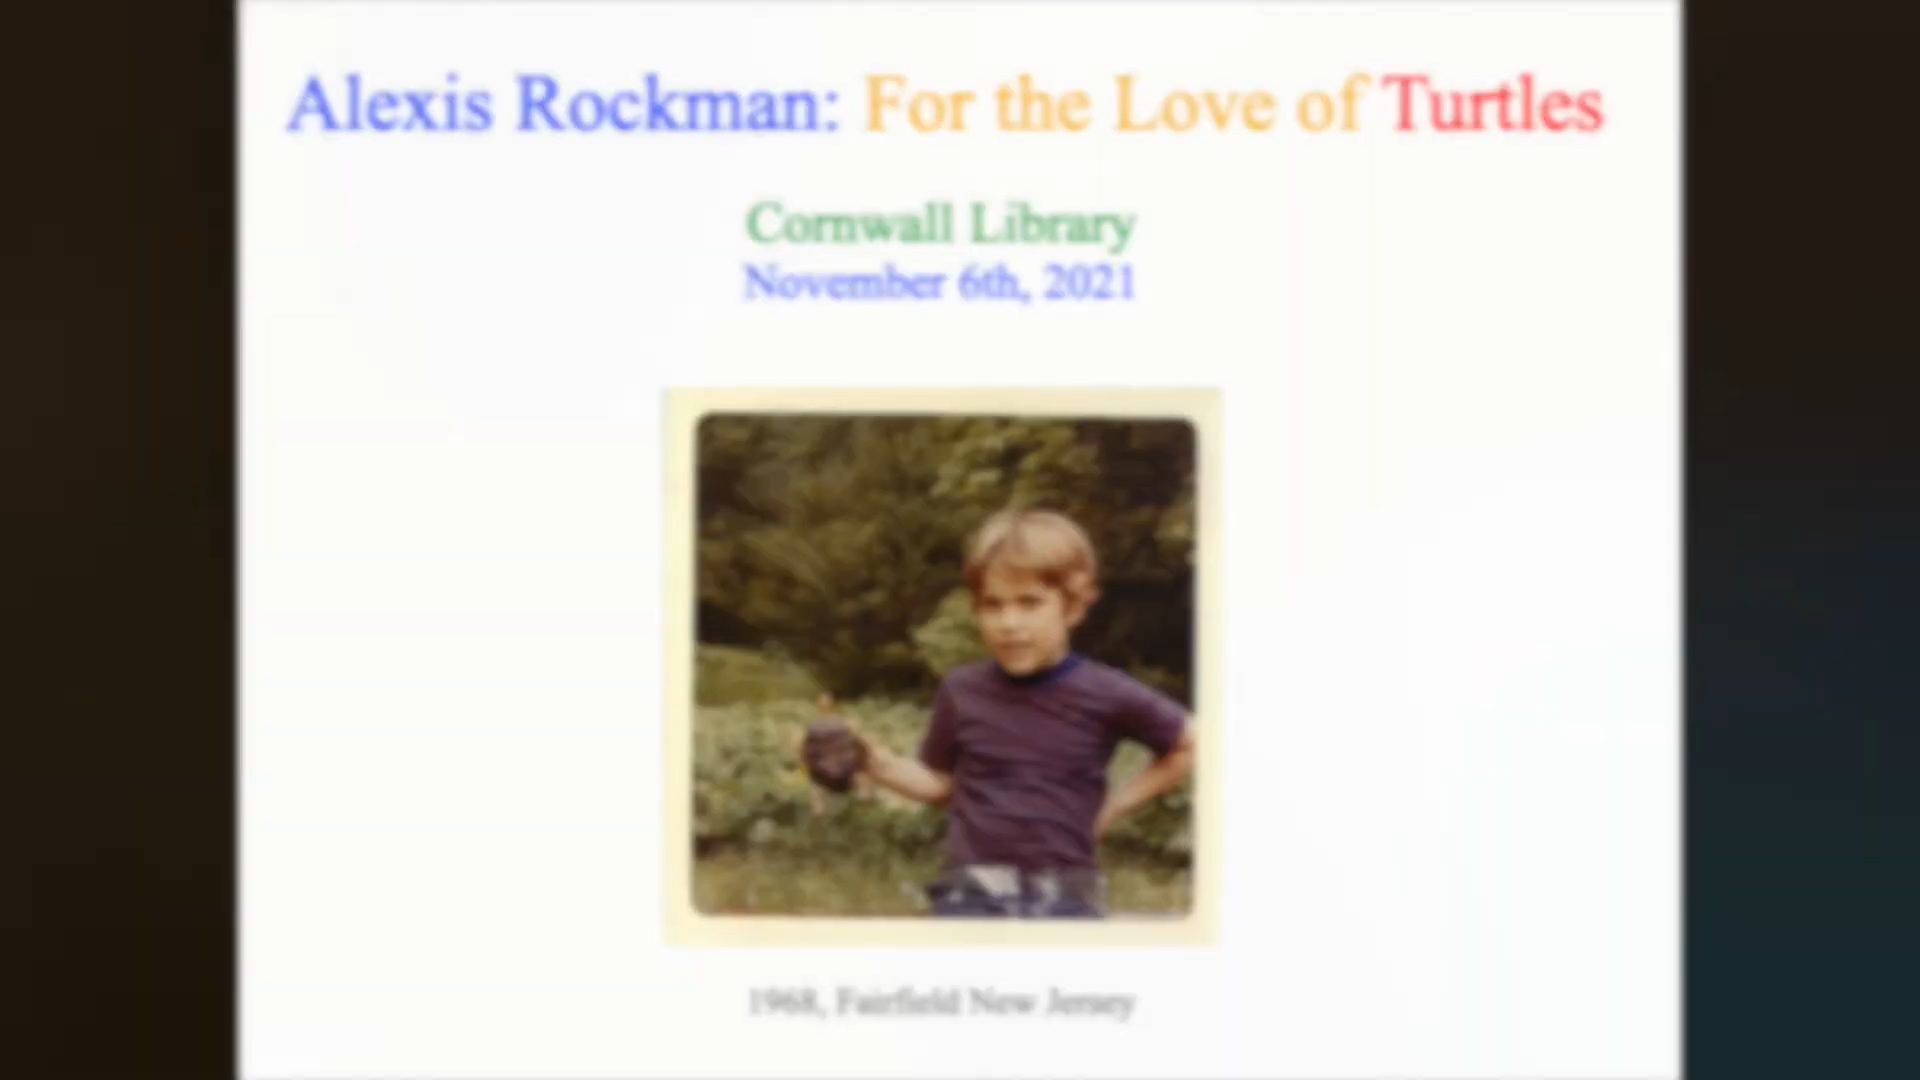 Alexis Rockman: For the Love of Turtles
Cornwall Library
November 6th, 2021
1968, Fairfield New Jersey